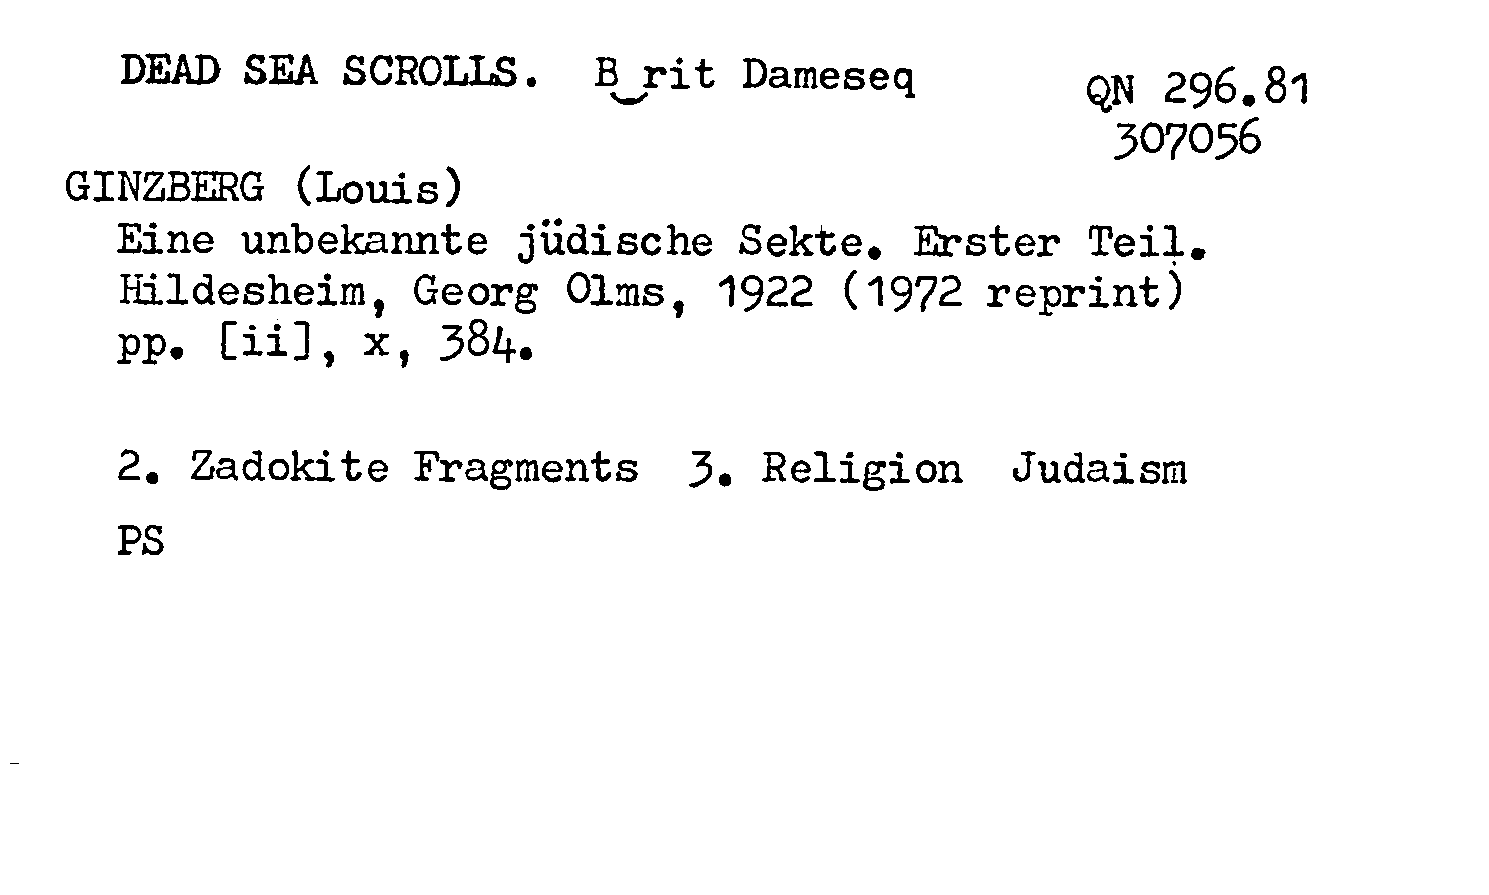 DEAD SEA SCROLLS. B‿rit Dameseq
QN 296.81
307056
GINZBERG (Louis)
Eine unbekannte jüdische Sekte. Erster Teil.
Hildesheim, Georg Olms, 1922 (1972 reprint)
pp. [ii], x, 384.
2. Zadokite Fragments 3. Religion Judaism
PS